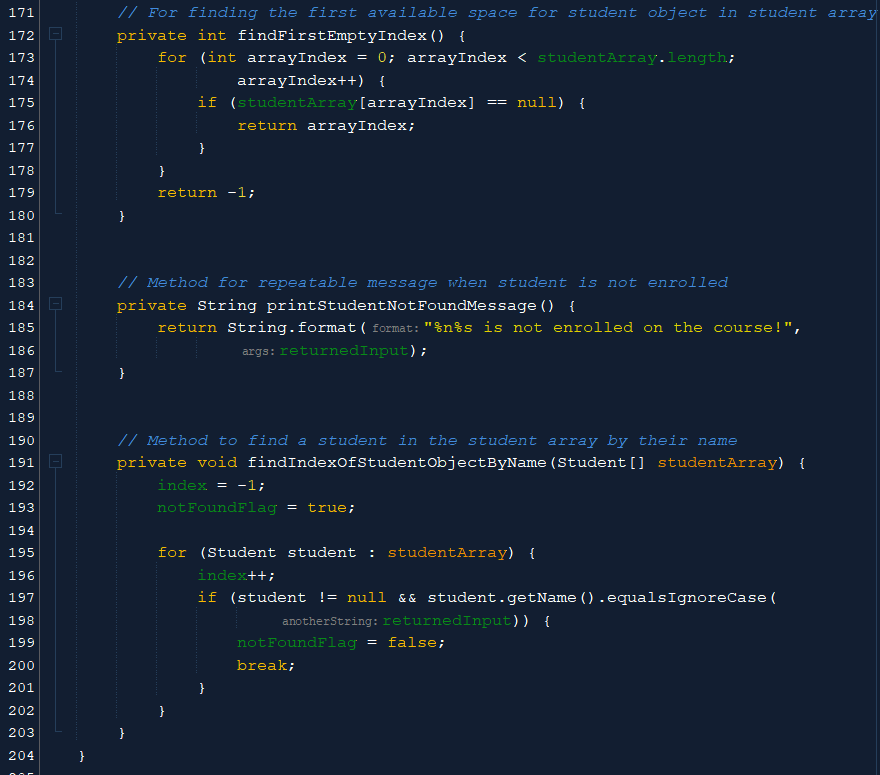 171 // For finding the first available space for student object in student array
172 private int findFirstEmptyIndex() {
173 for (int arrayIndex = 0; arrayIndex < studentArray.length;
174 arrayIndex++) {
175 if (studentArray[arrayIndex] == null) {
176 return arrayIndex;
177 }
178 }
179 return -1;
180 }
181
182
183 // Method for repeatable message when student is not enrolled
184 private String printStudentNotFoundMessage() {
185 return String.format( format: "%n%s is not enrolled on the course!",
186 args: returnedInput);
187 }
188
189
190 // Method to find a student in the student array by their name
191 private void findIndexOfStudentObjectByName(Student[] studentArray) {
192 index = -1;
193 notFoundFlag = true;
194
195 for (Student student : studentArray) {
196 index++;
197 if (student != null && student.getName().equalsIgnoreCase(
198 anotherString: returnedInput)) {
199 notFoundFlag = false;
200 break;
201 }
202 }
203 }
204 }